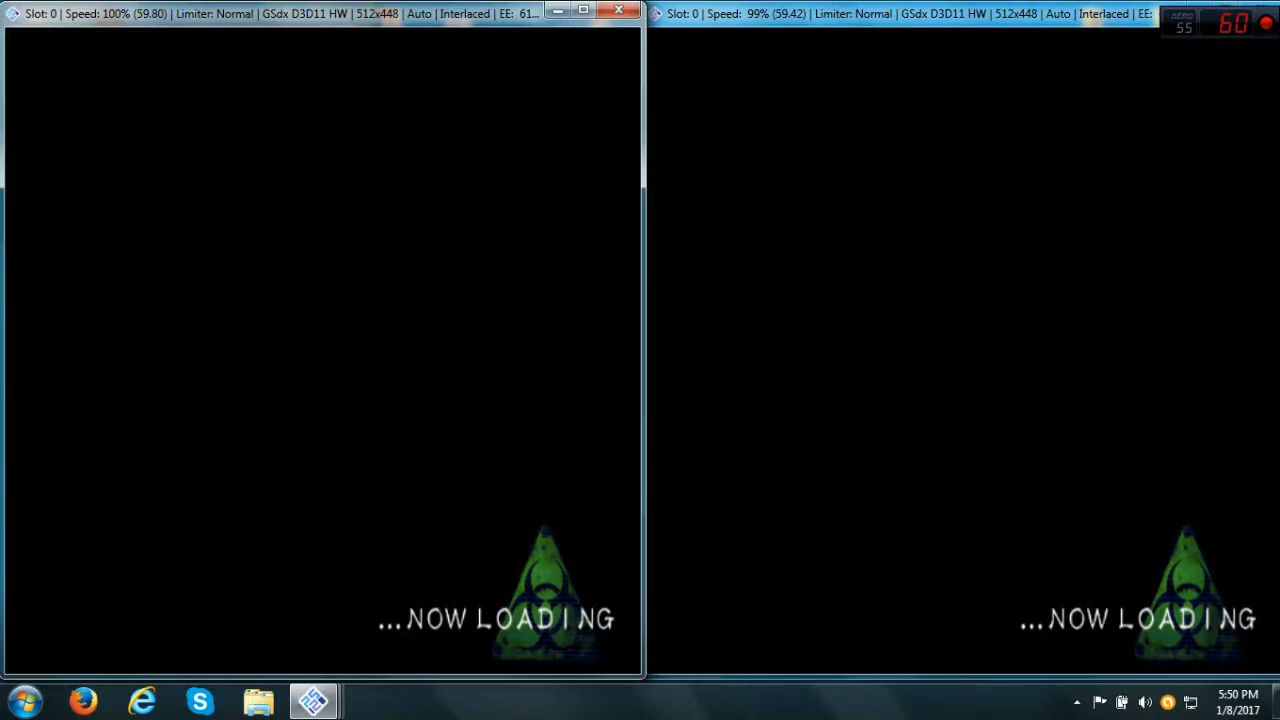 Slot: 0 | Speed: 100% (59.80) | Limiter: Normal | GSdx D3D11 HW | 512x448 | Auto | Interlaced | EE: 61...
Slot: 0 | Speed: 99% (59.42) | Limiter: Normal | GSdx D3D11 HW | 512x448 | Auto | Interlaced | EE:
AERO
55
60
...NOW LOADING
...NOW LOADING
5:50 PM
1/8/2017